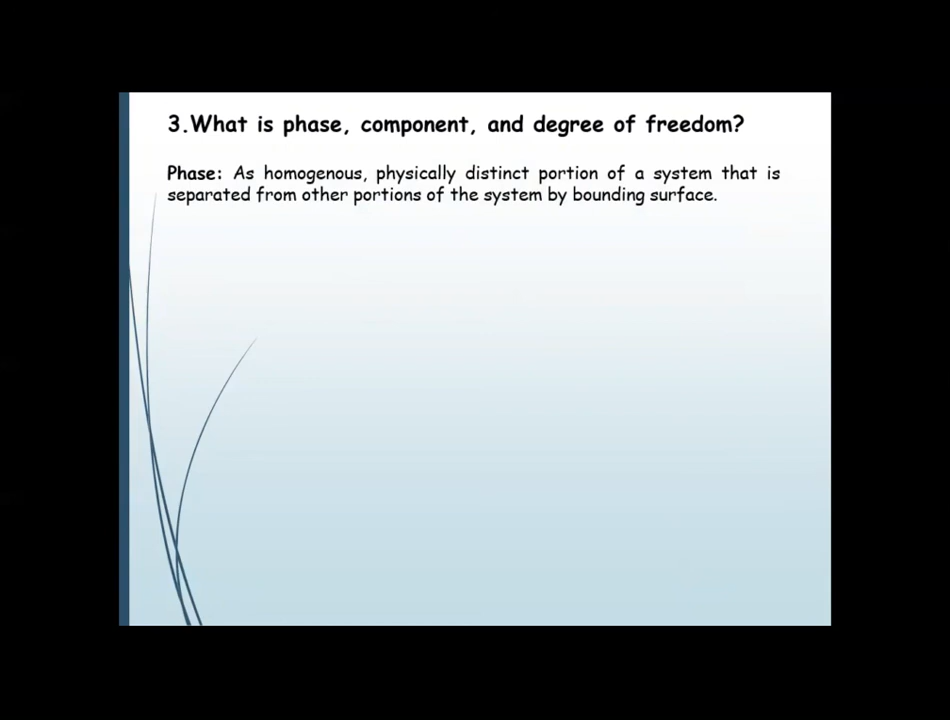 3.What is phase, component, and degree of freedom?
Phase: As homogenous, physically distinct portion of a system that is
separated from other portions of the system by bounding surface.